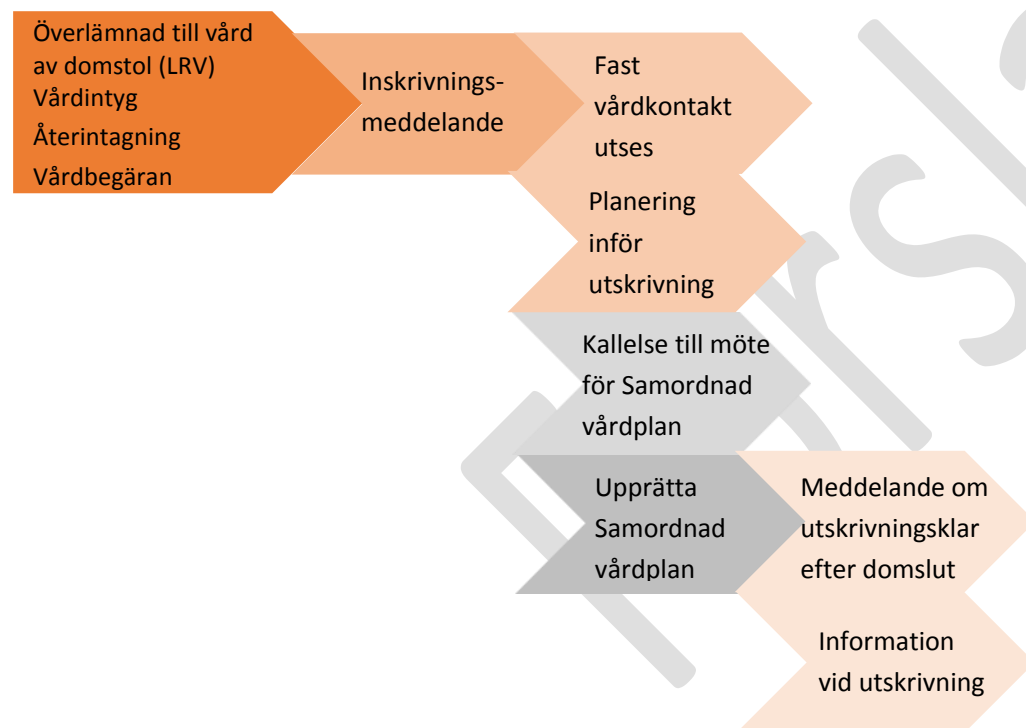 Överlämnad till vård
av domstol (LRV)
Vårdintyg
Återintagning
Vårdbegäran
Inskrivnings-
meddelande
Fast
vårdkontakt
utses
Planering
inför
utskrivning
Kallelse till möte
för Samordnad
vårdplan
Upprätta
Samordnad
vårdplan
Meddelande om
utskrivningsklar
efter domslut
Information
vid utskrivning